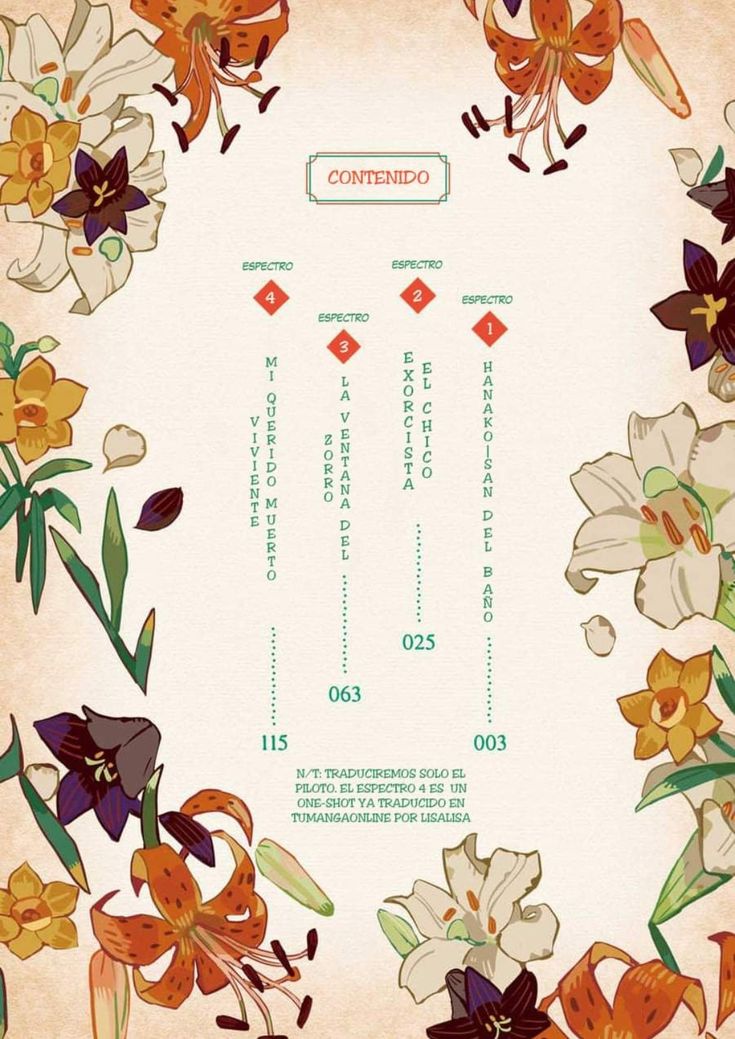 CONTENIDO
ESPECTRO
1
HANAKO-SAN DEL BAÑO
003
ESPECTRO
2
EL CHICO
EXORCISTA
025
ESPECTRO
3
LA VENTANA DEL
ZORRO
063
ESPECTRO
4
MI QUERIDO MUERTO
VIVIENTE
115
N/T: TRADUCIREMOS SOLO EL
PILOTO. EL ESPECTRO 4 ES UN
ONE-SHOT YA TRADUCIDO EN
TUMANGAONLINE POR LISALISA